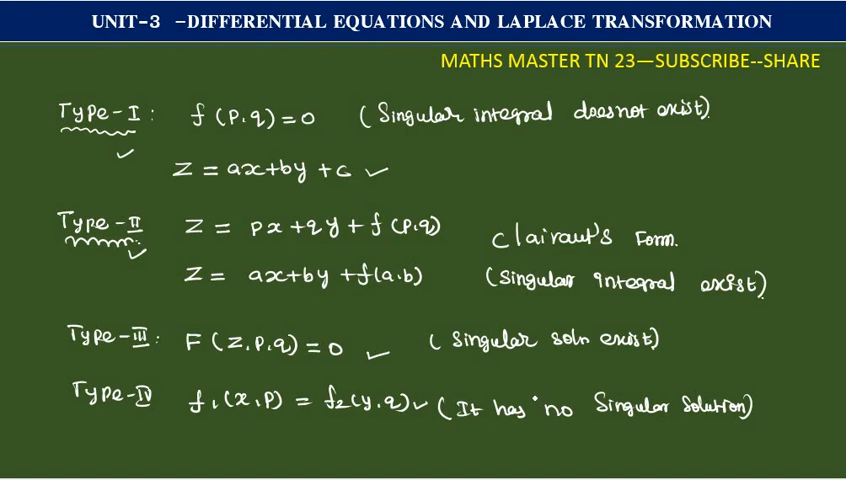 UNIT-3 –DIFFERENTIAL EQUATIONS AND LAPLACE TRANSFORMATION
MATHS MASTER TN 23—SUBSCRIBE--SHARE
Type-I: f(p,q)=0 (Singular integral does not exist)
z = ax+by+c
Type-II z = px+qy+f(p,q) Clairaut's Form.
z = ax+by+f(a,b) (Singular integral exist)
Type-III: F(z,p,q)=0 (Singular soln exist)
Type-IV f₁(x,p) = f₂(y,q) (It has no Singular Solution)